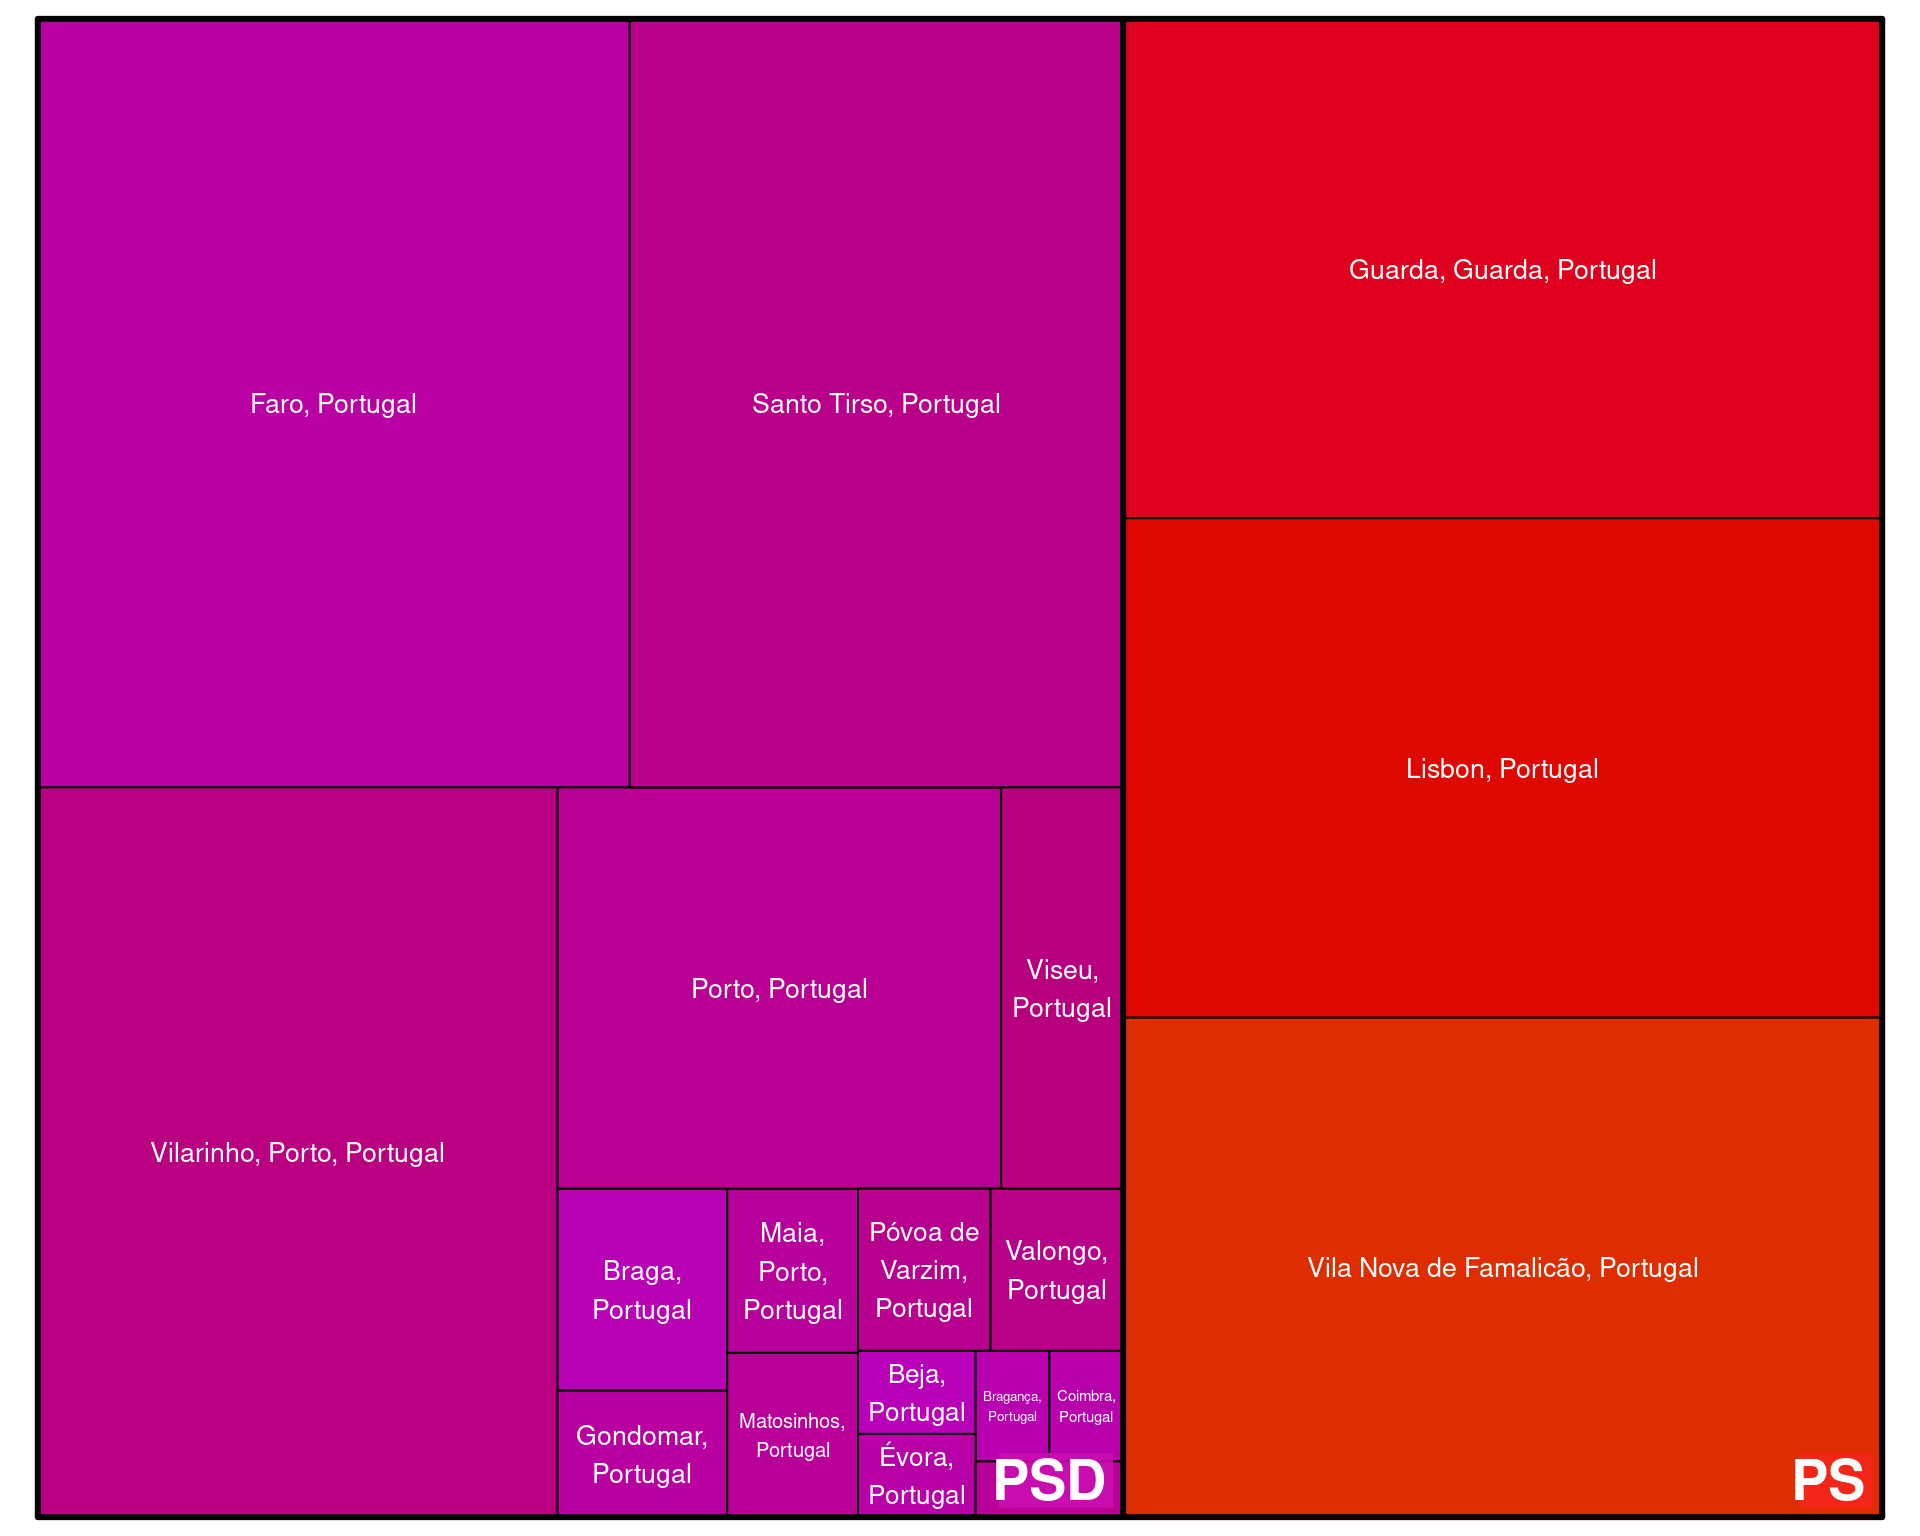 Faro, Portugal
Santo Tirso, Portugal
Guarda, Guarda, Portugal
Lisbon, Portugal
Vilarinho, Porto, Portugal
Porto, Portugal
Viseu,
Portugal
Vila Nova de Famalicão, Portugal
Braga,
Portugal
Maia,
Porto,
Portugal
Póvoa de
Varzim,
Portugal
Valongo,
Portugal
Gondomar,
Portugal
Matosinhos,
Portugal
Beja,
Portugal
Bragança,
Portugal
Coimbra,
Portugal
Évora,
Portugal
PSD
PS